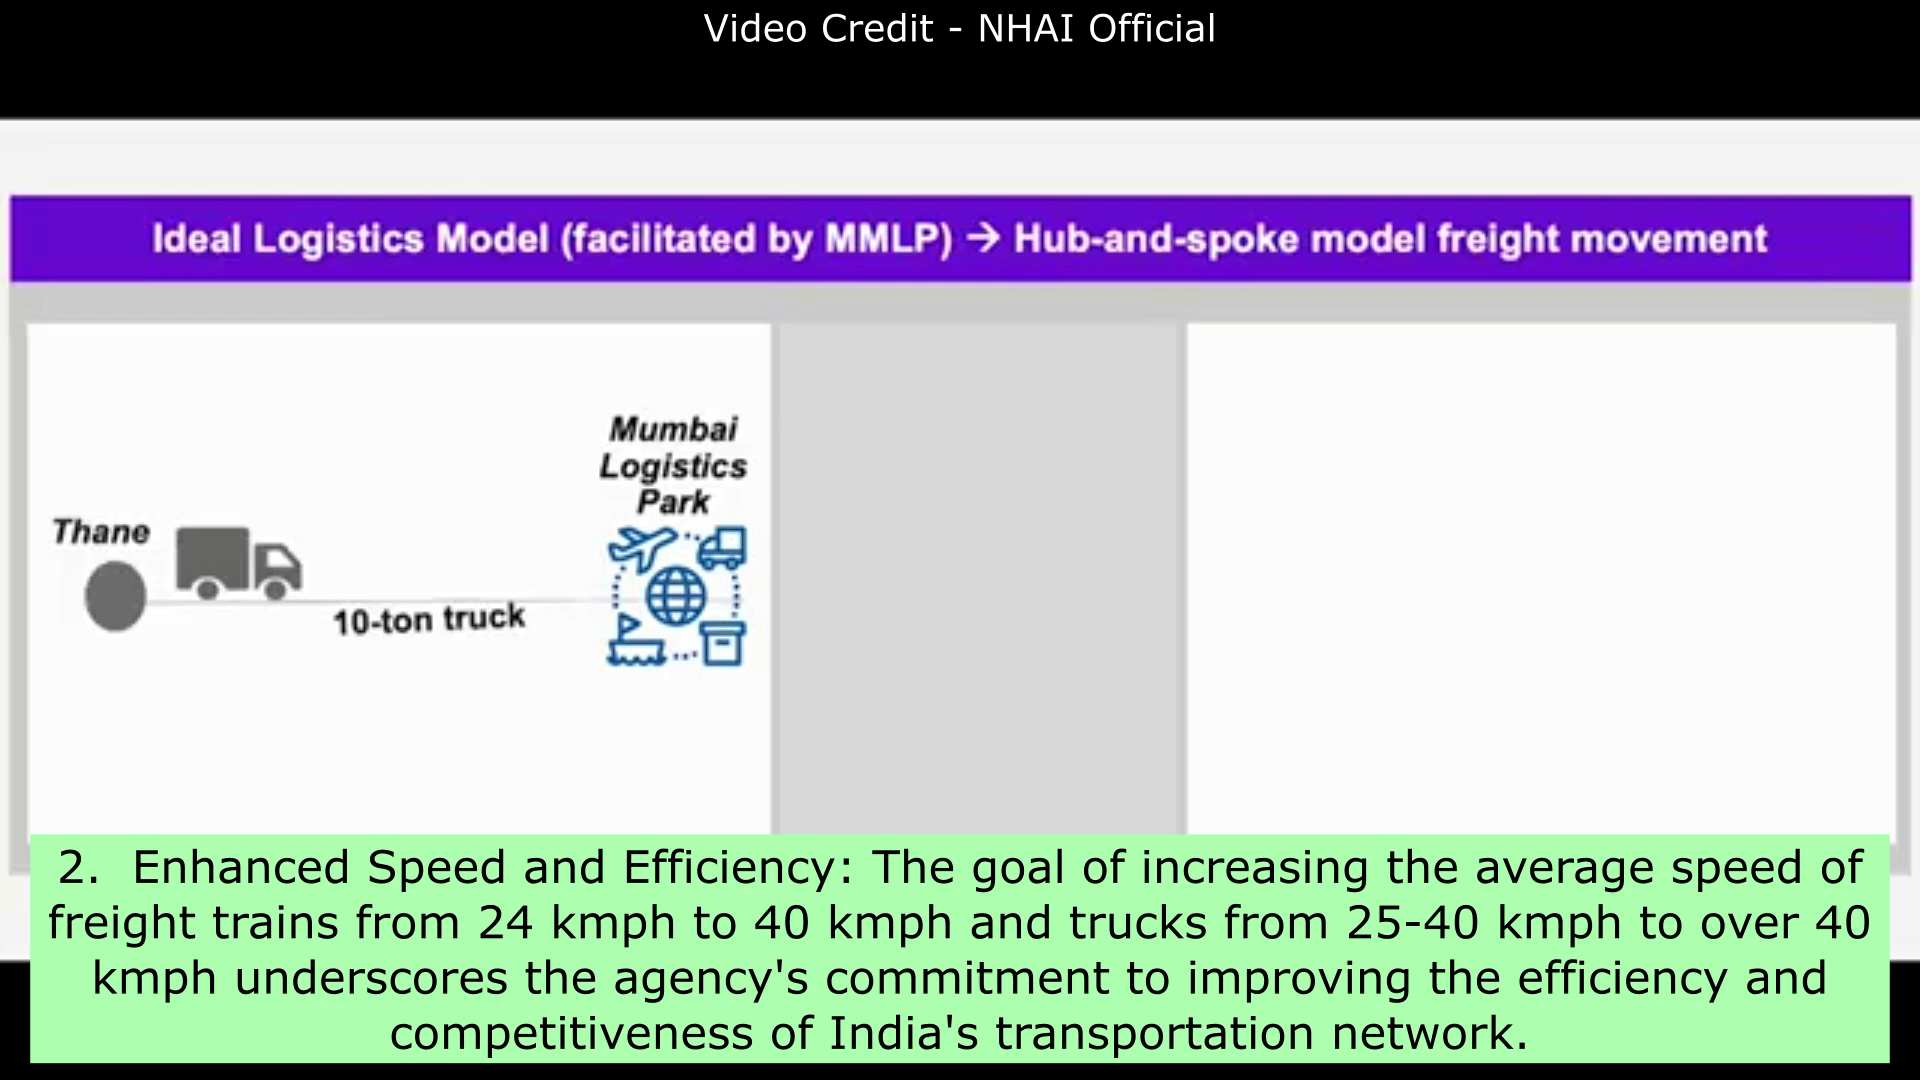 Video Credit - NHAI Official
Ideal Logistics Model (facilitated by MMLP) → Hub-and-spoke model freight movement
Mumbai
Logistics
Park
Thane
10-ton truck
2.  Enhanced Speed and Efficiency: The goal of increasing the average speed of
freight trains from 24 kmph to 40 kmph and trucks from 25-40 kmph to over 40
kmph underscores the agency's commitment to improving the efficiency and
competitiveness of India's transportation network.